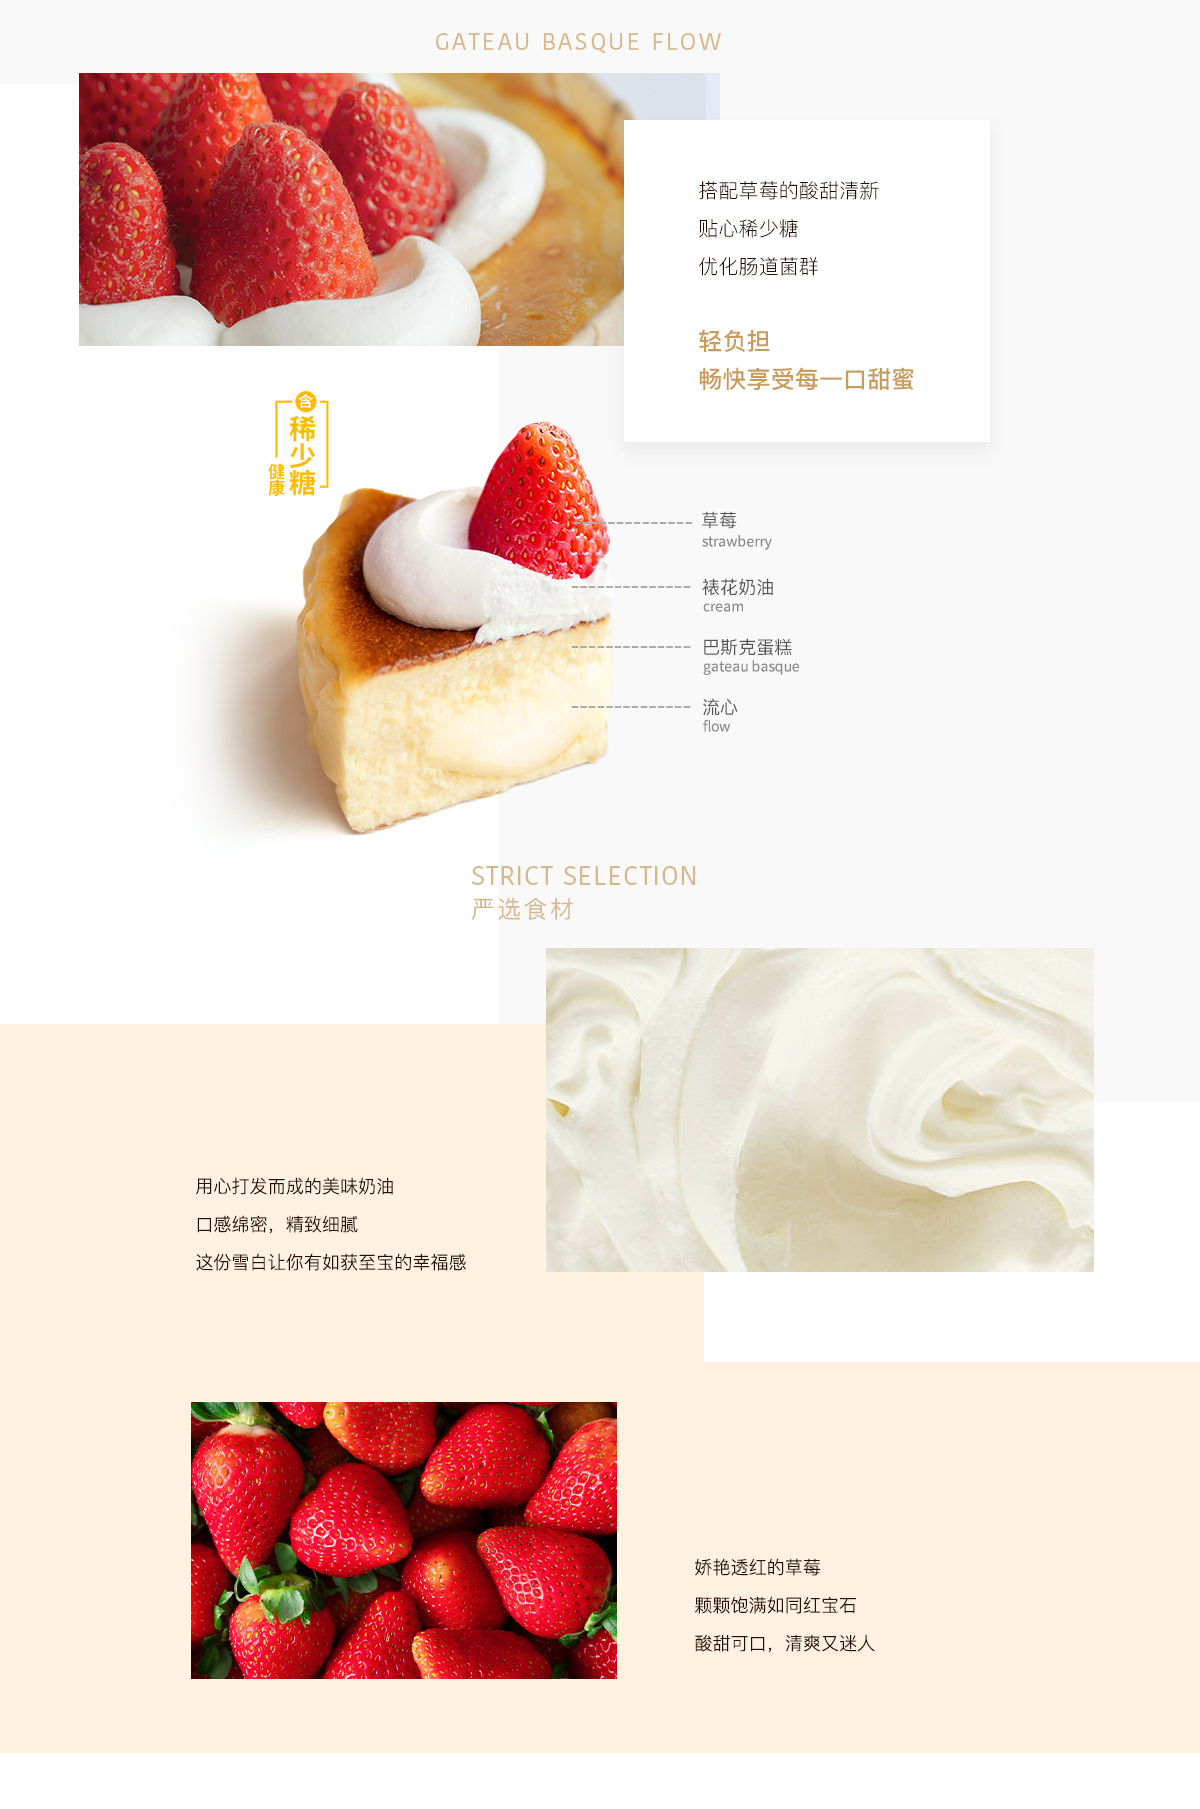 GATEAU BASQUE FLOW
搭配草莓的酸甜清新
贴心稀少糖
优化肠道菌群
轻负担
畅快享受每一口甜蜜
含
稀少糖
健康
草莓
strawberry
裱花奶油
cream
巴斯克蛋糕
gateau basque
流心
flow
STRICT SELECTION
严选食材
用心打发而成的美味奶油
口感绵密，精致细腻
这份雪白让你有如获至宝的幸福感
娇艳透红的草莓
颗颗饱满如同红宝石
酸甜可口，清爽又迷人